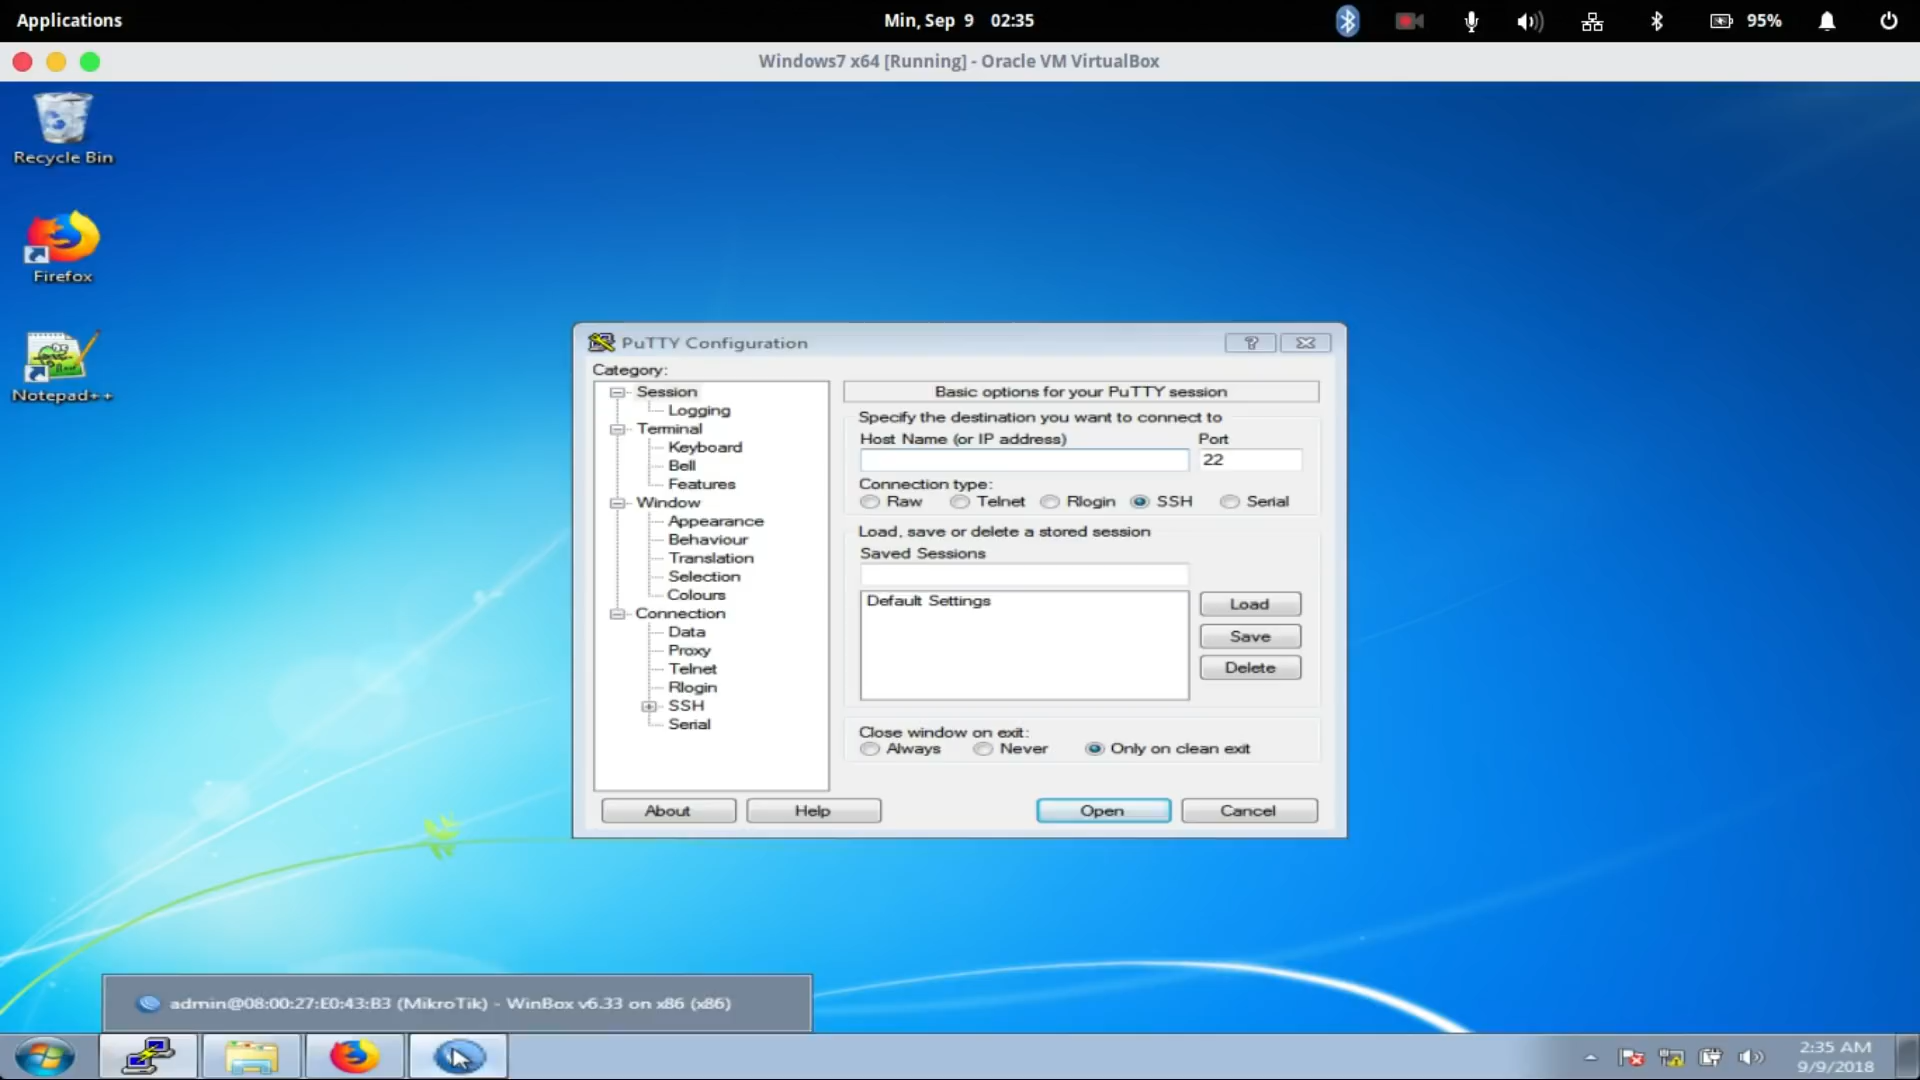 Applications
Min, Sep 9 02:35
95%
Windows7 x64 [Running] - Oracle VM VirtualBox
Recycle Bin
Firefox
Notepad++
PuTTY Configuration
Category:
Session
Logging
Terminal
Keyboard
Bell
Features
Window
Appearance
Behaviour
Translation
Selection
Colours
Connection
Data
Proxy
Telnet
Rlogin
SSH
Serial
Basic options for your PuTTY session
Specify the destination you want to connect to
Host Name (or IP address) Port
22
Connection type:
Raw Telnet Rlogin SSH Serial
Load, save or delete a stored session
Saved Sessions
Default Settings
Load
Save
Delete
Close window on exit:
Always Never Only on clean exit
About Help Open Cancel
admin@08:00:27:E0:43:B3 (MikroTik) - WinBox v6.33 on x86 (x86)
2:35 AM
9/9/2018